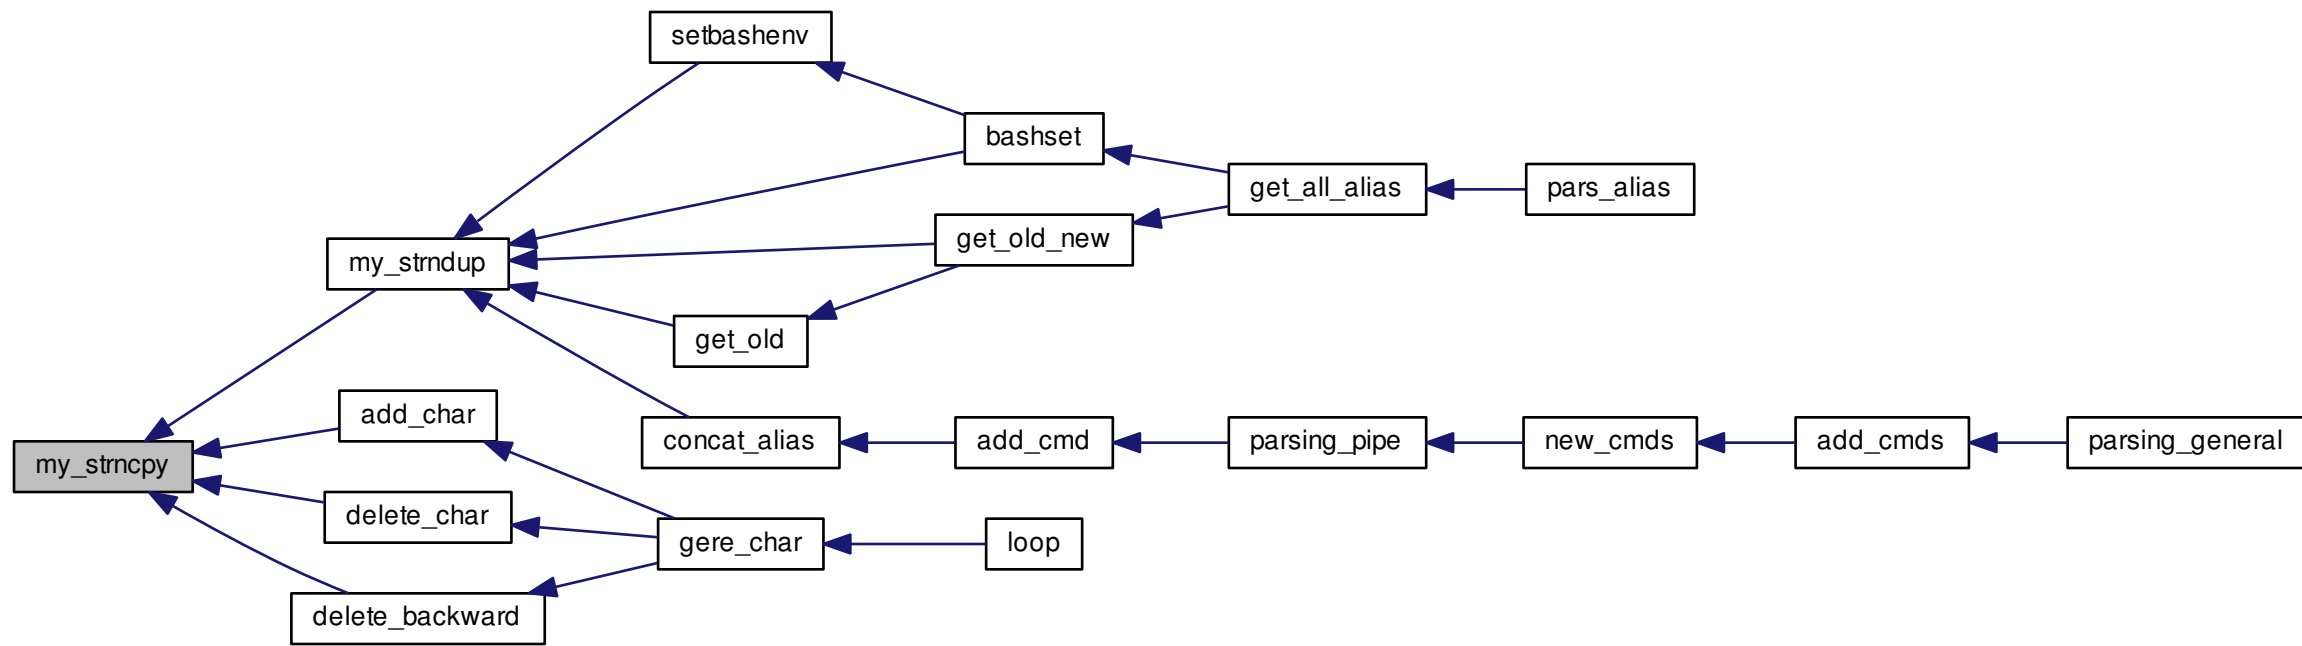 setbashenv
bashset
get_all_alias
pars_alias
get_old_new
my_strndup
get_old
add_char
concat_alias
add_cmd
parsing_pipe
new_cmds
add_cmds
parsing_general
my_strncpy
delete_char
gere_char
loop
delete_backward